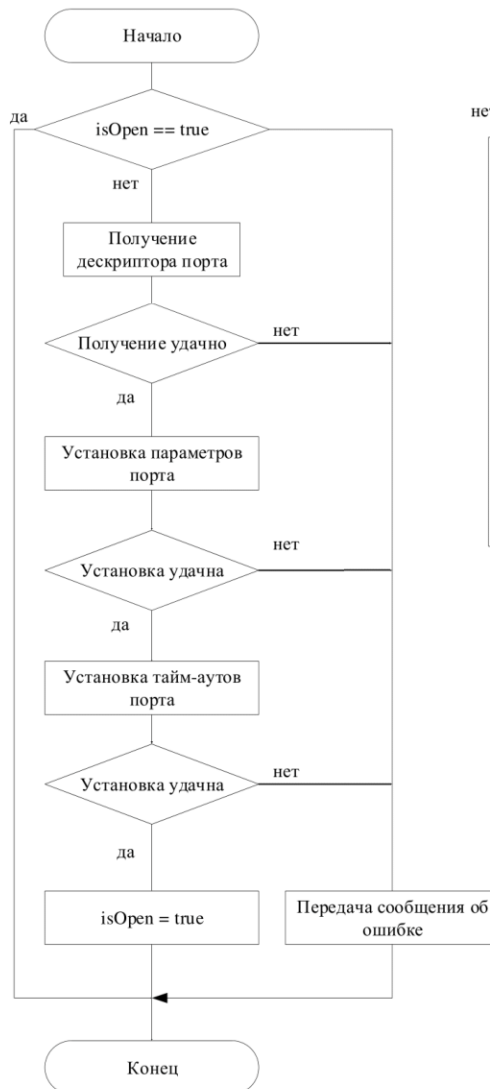 Начало
да
isOpen == true
нет
нет
Получение
дескриптора порта
Получение удачно
нет
да
Установка параметров
порта
нет
Установка удачна
да
Установка тайм-аутов
порта
Установка удачна
нет
да
isOpen = true
Передача сообщения об
ошибке
Конец